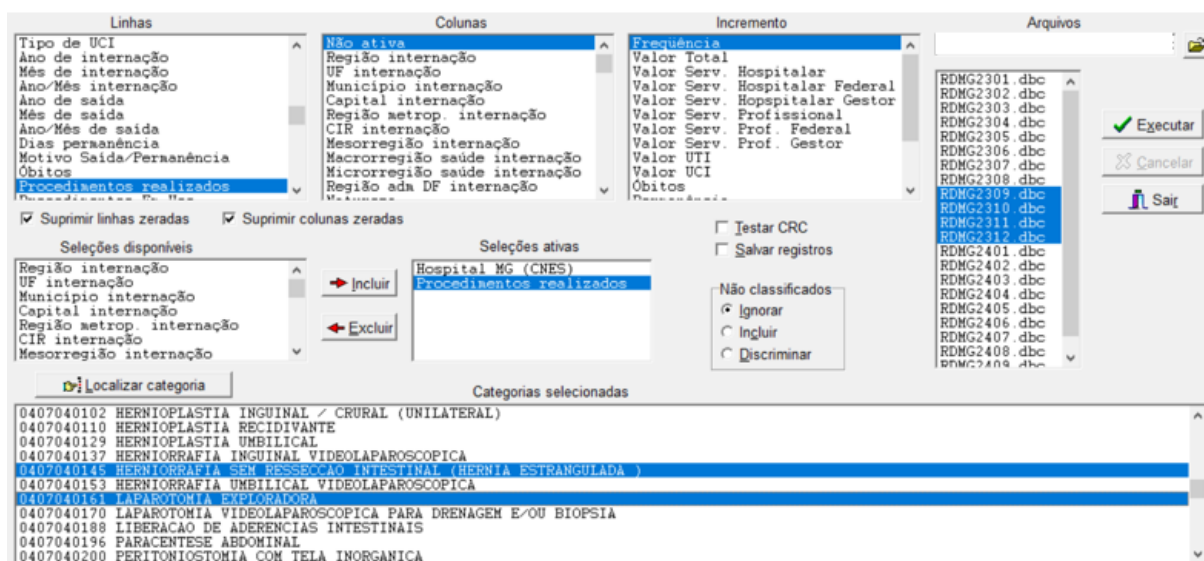 Linhas
Tipo de UCI
Ano de internação
Mês de internação
Ano/Mês internação
Ano de saída
Mês de saída
Ano/Mês de saída
Dias permanência
Motivo Saída/Permanência
Óbitos
Procedimentos realizados
Colunas
Não ativa
Região internação
UF internação
Município internação
Capital internação
Região metrop. internação
CIR internação
Mesorregião internação
Macrorregião saúde internação
Microrregião saúde internação
Região adm DF internação
Incremento
Freqüência
Valor Total
Valor Serv. Hospitalar
Valor Serv. Hospitalar Federal
Valor Serv. Hopspitalar Gestor
Valor Serv. Profissional
Valor Serv. Prof. Federal
Valor Serv. Prof. Gestor
Valor UTI
Valor UCI
Óbitos
Arquivos
RDMG2301.dbc
RDMG2302.dbc
RDMG2303.dbc
RDMG2304.dbc
RDMG2305.dbc
RDMG2306.dbc
RDMG2307.dbc
RDMG2308.dbc
RDMG2309.dbc
RDMG2310.dbc
RDMG2311.dbc
RDMG2312.dbc
RDMG2401.dbc
RDMG2402.dbc
RDMG2403.dbc
RDMG2404.dbc
RDMG2405.dbc
RDMG2406.dbc
RDMG2407.dbc
RDMG2408.dbc
RDMG2409.dbc
Executar
Cancelar
Sair
Suprimir linhas zeradas
Suprimir colunas zeradas
Testar CRC
Salvar registros
Seleções disponíveis
Região internação
UF internação
Município internação
Capital internação
Região metrop. internação
CIR internação
Mesorregião internação
Incluir
Excluir
Seleções ativas
Hospital MG (CNES)
Procedimentos realizados
Não classificados
Ignorar
Incluir
Discriminar
Localizar categoria
Categorias selecionadas
0407040102 HERNIOPLASTIA INGUINAL / CRURAL (UNILATERAL)
0407040110 HERNIOPLASTIA RECIDIVANTE
0407040129 HERNIOPLASTIA UMBILICAL
0407040137 HERNIORRAFIA INGUINAL VIDEOLAPAROSCOPICA
0407040145 HERNIORRAFIA SEM RESSECCAO INTESTINAL (HERNIA ESTRANGULADA )
0407040153 HERNIORRAFIA UMBILICAL VIDEOLAPAROSCOPICA
0407040161 LAPAROTOMIA EXPLORADORA
0407040170 LAPAROTOMIA VIDEOLAPAROSCOPICA PARA DRENAGEM E/OU BIOPSIA
0407040188 LIBERACAO DE ADERENCIAS INTESTINAIS
0407040196 PARACENTESE ABDOMINAL
0407040200 PERITONIOSTOMIA COM TELA INORGANICA